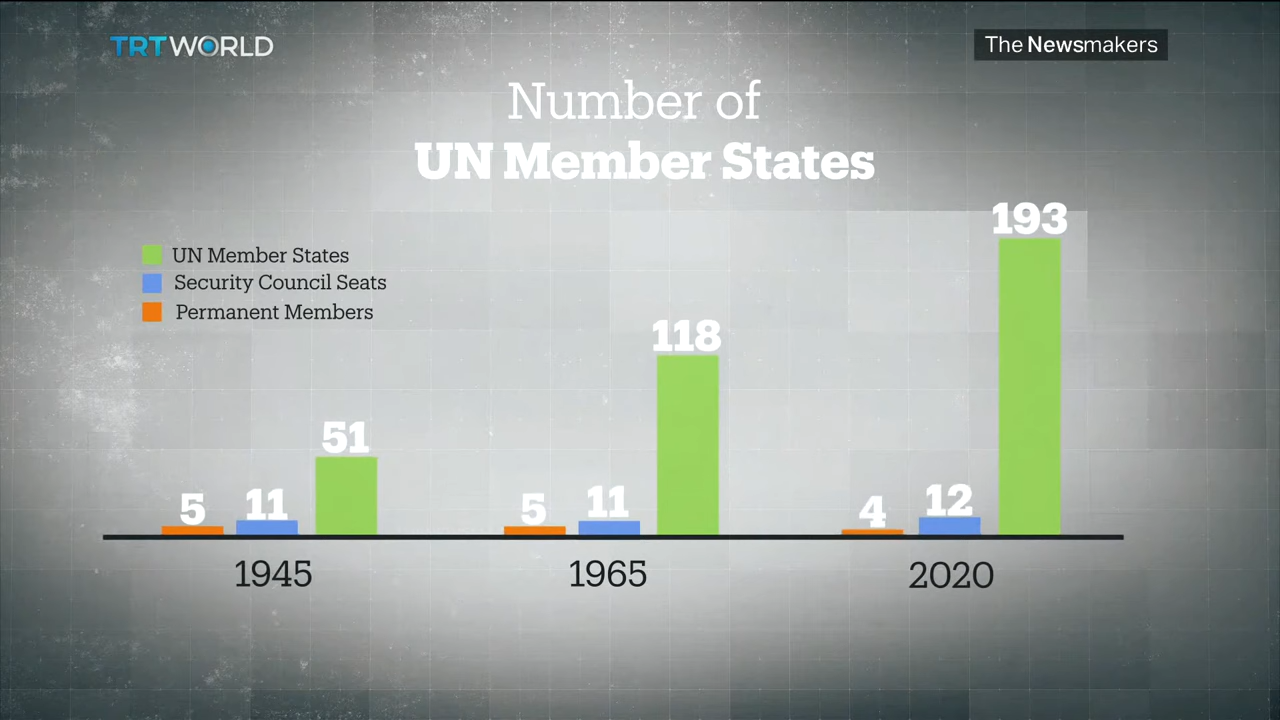 TRT WORLD
The Newsmakers
Number of
UN Member States
UN Member States
Security Council Seats
Permanent Members
193
118
51
5 11
5 11
4 12
1945
1965
2020